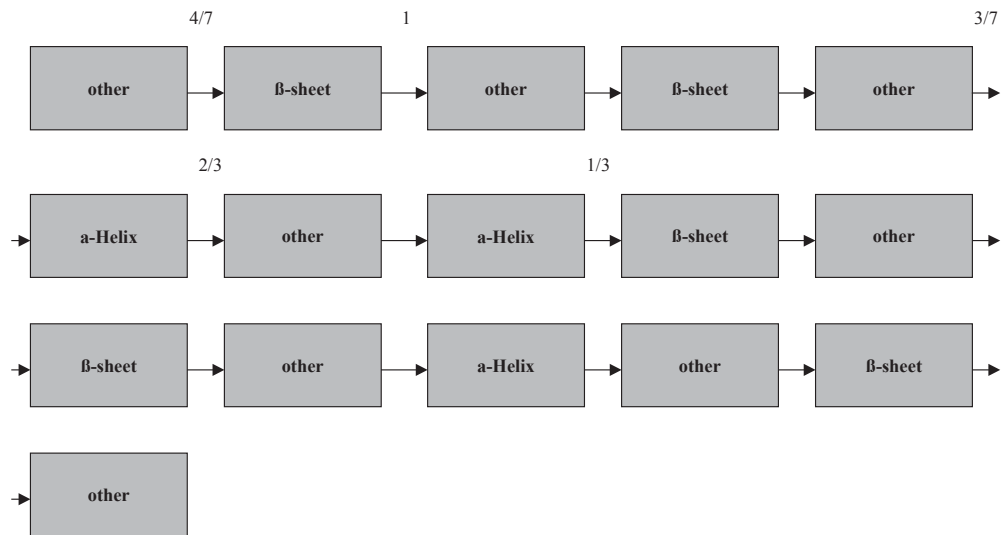 4/7 1 3/7
other ß-sheet other ß-sheet other
2/3 1/3
a-Helix other a-Helix ß-sheet other
ß-sheet other a-Helix other ß-sheet
other